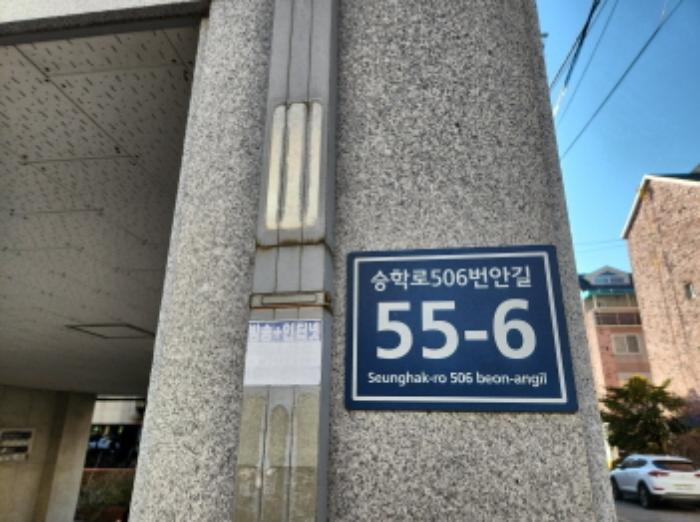 방송+인터넷
승학로506번안길
55-6
Seunghak-ro 506 beon-angil